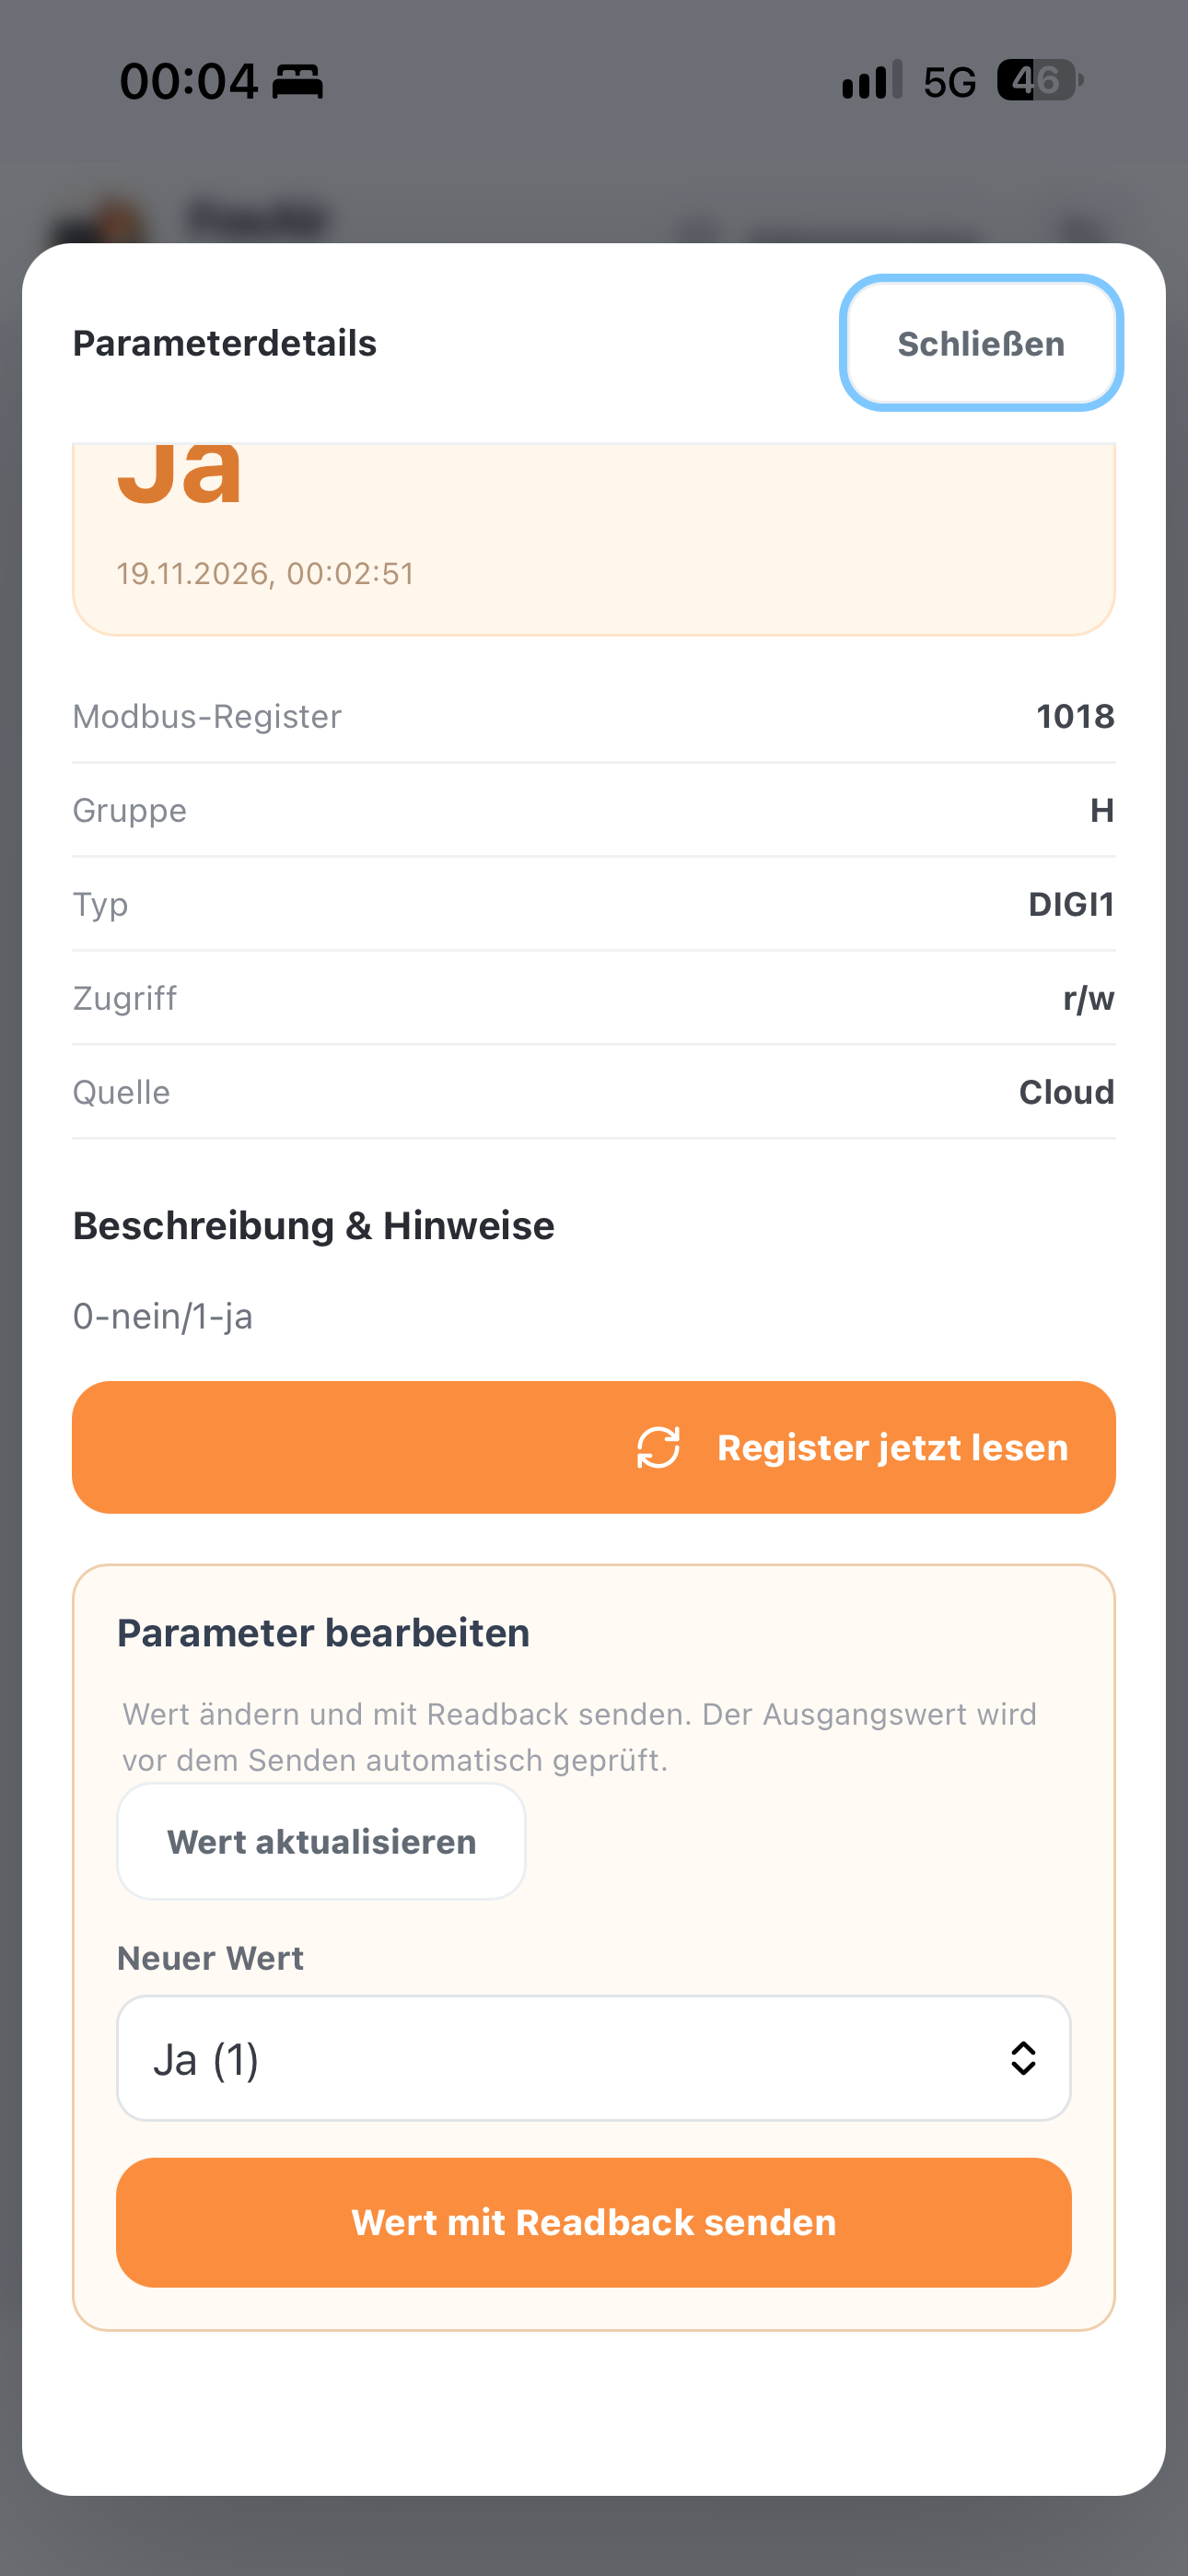 00:04
5G
46
Parameterdetails
Schließen
Ja
19.11.2026, 00:02:51
Modbus-Register
1018
Gruppe
H
Typ
DIGI1
Zugriff
r/w
Quelle
Cloud
Beschreibung & Hinweise
0-nein/1-ja
Register jetzt lesen
Parameter bearbeiten
Wert ändern und mit Readback senden. Der Ausgangswert wird
vor dem Senden automatisch geprüft.
Wert aktualisieren
Neuer Wert
Ja (1)
Wert mit Readback senden